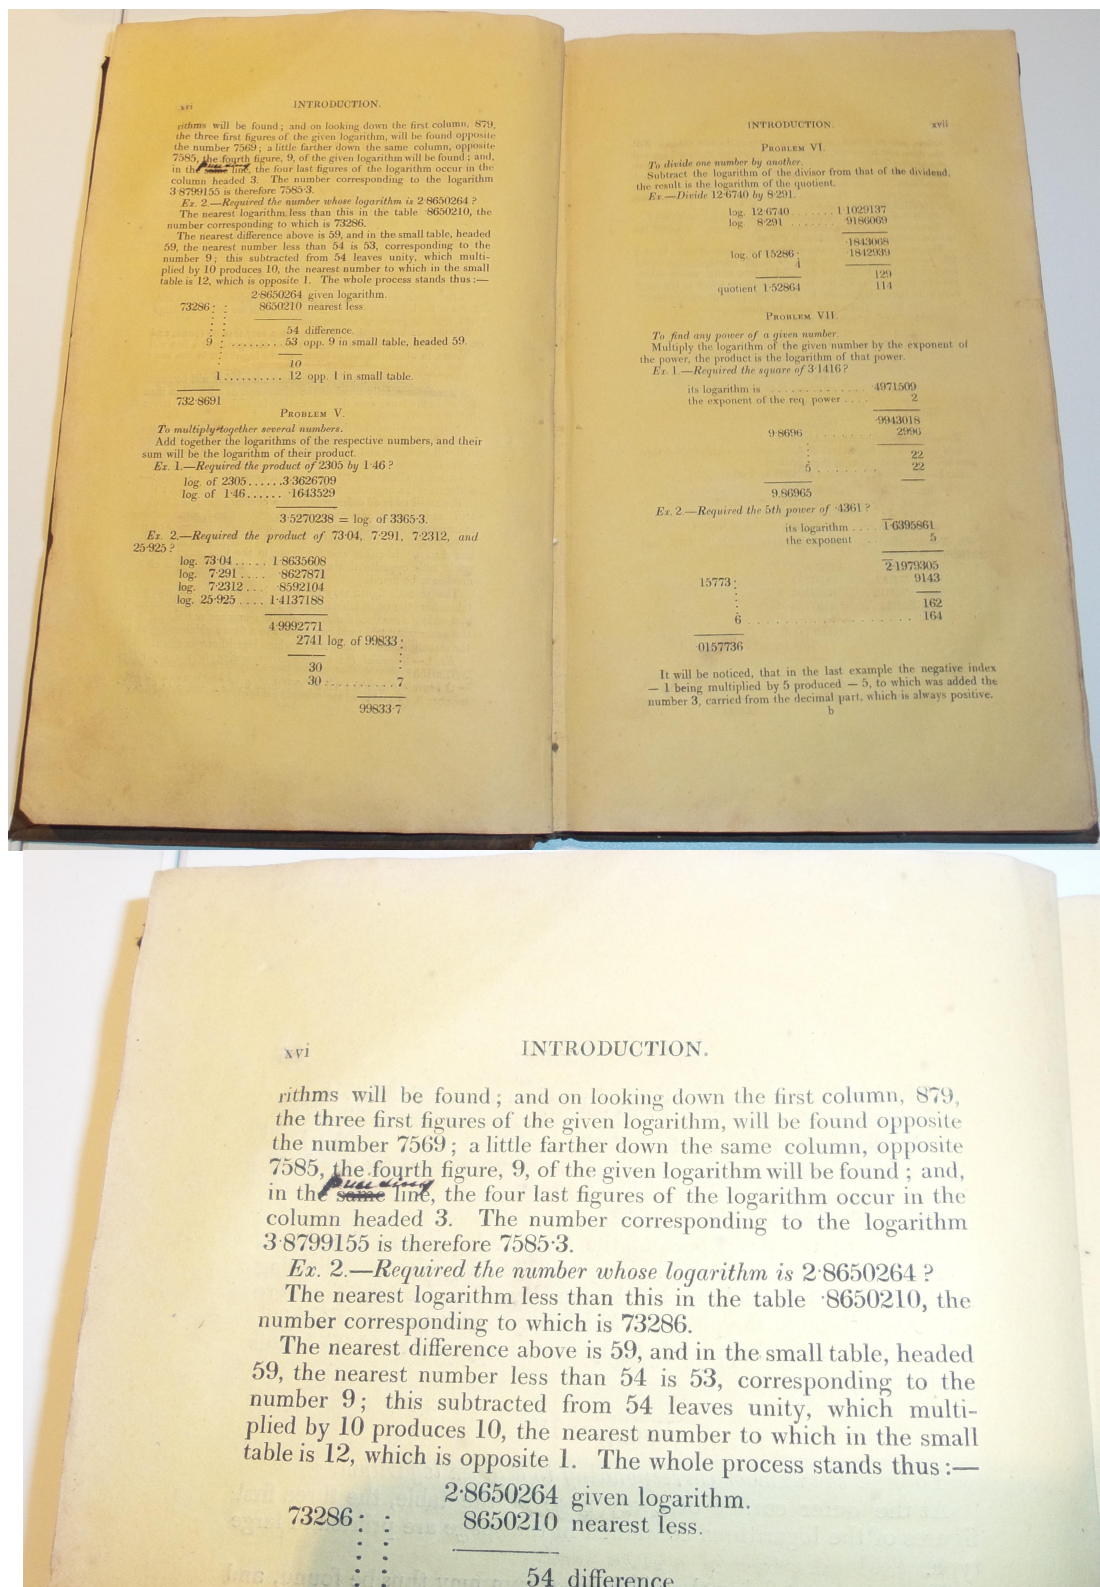 xvi
INTRODUCTION.
rithms will be found; and on looking down the first column, 879,
the three first figures of the given logarithm, will be found opposite
the number 7569; a little farther down the same column, opposite
7585, the fourth figure, 9, of the given logarithm will be found; and,
in the same line, the four last figures of the logarithm occur in the
column headed 3. The number corresponding to the logarithm
3·8799155 is therefore 7585·3.
Ex. 2.—Required the number whose logarithm is 2·8650264?
The nearest logarithm less than this in the table ·8650210, the
number corresponding to which is 73286.
The nearest difference above is 59, and in the small table, headed
59, the nearest number less than 54 is 53, corresponding to the
number 9; this subtracted from 54 leaves unity, which multi-
plied by 10 produces 10, the nearest number to which in the small
table is 12, which is opposite 1. The whole process stands thus:—
2·8650264 given logarithm.
73286 : : 8650210 nearest less.
54 difference.
9 : ......... 53 opp. 9 in small table, headed 59.
10
1 .......... 12 opp. 1 in small table.
732·8691
PROBLEM V.
To multiply together several numbers.
Add together the logarithms of the respective numbers, and their
sum will be the logarithm of their product.
Ex. 1.—Required the product of 2305 by 1·46?
log. of 2305......3·3626709
log. of 1·46...... ·1643529
3·5270238 = log. of 3365·3.
Ex. 2.—Required the product of 73·04, 7·291, 7·2312, and
25·925?
log. 73·04 ..... 1·8635608
log. 7·291 .... ·8627871
log. 7·2312 ... ·8592104
log. 25·925 .... 1·4137188
4·9992771
2741 log. of 99833 :
30
30 : .......... 7
99833·7
INTRODUCTION.
xvii
PROBLEM VI.
To divide one number by another.
Subtract the logarithm of the divisor from that of the dividend,
the result is the logarithm of the quotient.
Ex.—Divide 12·6740 by 8·291.
log. 12·6740 ....... 1·1029137
log. 8·291 ....... ·9186069
·1843068
log. of 15286 : ·1842939
4
129
quotient 1·52864 114
PROBLEM VII.
To find any power of a given number.
Multiply the logarithm of the given number by the exponent of
the power, the product is the logarithm of that power.
Ex. 1.—Required the square of 3·1416?
its logarithm is ............... ·4971509
the exponent of the req. power .... 2
·9943018
9·8696 ....... 2996
22
5 ....... 22
9.86965
Ex. 2.—Required the 5th power of ·4361?
its logarithm .... 1̅·6395861
the exponent . 5
2̅·1979305
15773 : 9143
162
6 ..................... 164
·0157736
It will be noticed, that in the last example the negative index
— 1 being multiplied by 5 produced — 5, to which was added the
number 3, carried from the decimal part, which is always positive.
b
xvi
INTRODUCTION.
rithms will be found; and on looking down the first column, 879,
the three first figures of the given logarithm, will be found opposite
the number 7569; a little farther down the same column, opposite
7585, the fourth figure, 9, of the given logarithm will be found; and,
in the same line, the four last figures of the logarithm occur in the
column headed 3. The number corresponding to the logarithm
3·8799155 is therefore 7585·3.
Ex. 2.—Required the number whose logarithm is 2·8650264?
The nearest logarithm less than this in the table ·8650210, the
number corresponding to which is 73286.
The nearest difference above is 59, and in the small table, headed
59, the nearest number less than 54 is 53, corresponding to the
number 9; this subtracted from 54 leaves unity, which multi-
plied by 10 produces 10, the nearest number to which in the small
table is 12, which is opposite 1. The whole process stands thus:—
2·8650264 given logarithm.
73286 : : 8650210 nearest less.
54 difference